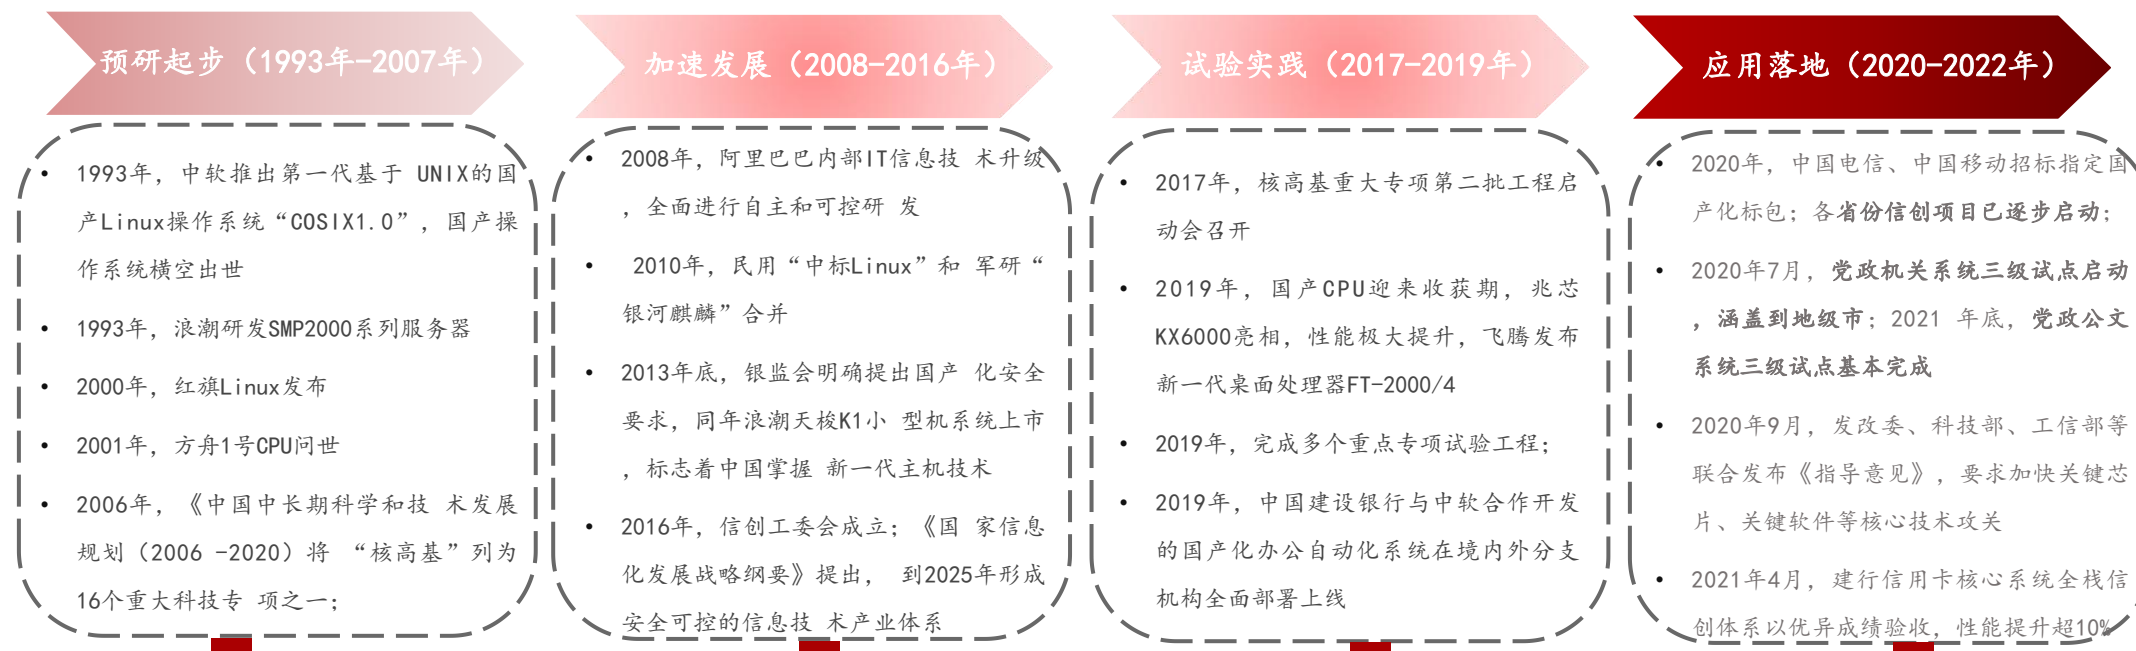 预研起步（1993年-2007年）
1993年，中软推出第一代基于 UNIX的国
产Linux操作系统“COSIX1.0”，国产操
作系统横空出世
1993年，浪潮研发SMP2000系列服务器
2000年，红旗Linux发布
2001年，方舟1号CPU问世
2006年，《中国中长期科学和技 术发展
规划（2006 -2020）将 “核高基”列为
16个重大科技专 项之一；
加速发展（2008-2016年）
2008年，阿里巴巴内部IT信息技 术升级
，全面进行自主和可控研 发
2010年，民用“中标Linux”和 军研“
银河麒麟”合并
2013年底，银监会明确提出国产 化安全
要求，同年浪潮天梭K1小 型机系统上市
，标志着中国掌握 新一代主机技术
2016年，信创工委会成立；《国 家信息
化发展战略纲要》提出， 到2025年形成
安全可控的信息技 术产业体系
试验实践（2017-2019年）
2017年，核高基重大专项第二批工程启
动会召开
2019年，国产CPU迎来收获期，兆芯
KX6000亮相，性能极大提升，飞腾发布
新一代桌面处理器FT-2000/4
2019年，完成多个重点专项试验工程；
2019年，中国建设银行与中软合作开发
的国产化办公自动化系统在境内外分支
机构全面部署上线
应用落地（2020-2022年）
2020年，中国电信、中国移动招标指定国
产化标包；各省份信创项目已逐步启动；
2020年7月，党政机关系统三级试点启动
，涵盖到地级市；2021 年底，党政公文
系统三级试点基本完成
2020年9月，发改委、科技部、工信部等
联合发布《指导意见》，要求加快关键芯
片、关键软件等核心技术攻关
2021年4月，建行信用卡核心系统全栈信
创体系以优异成绩验收，性能提升超10%